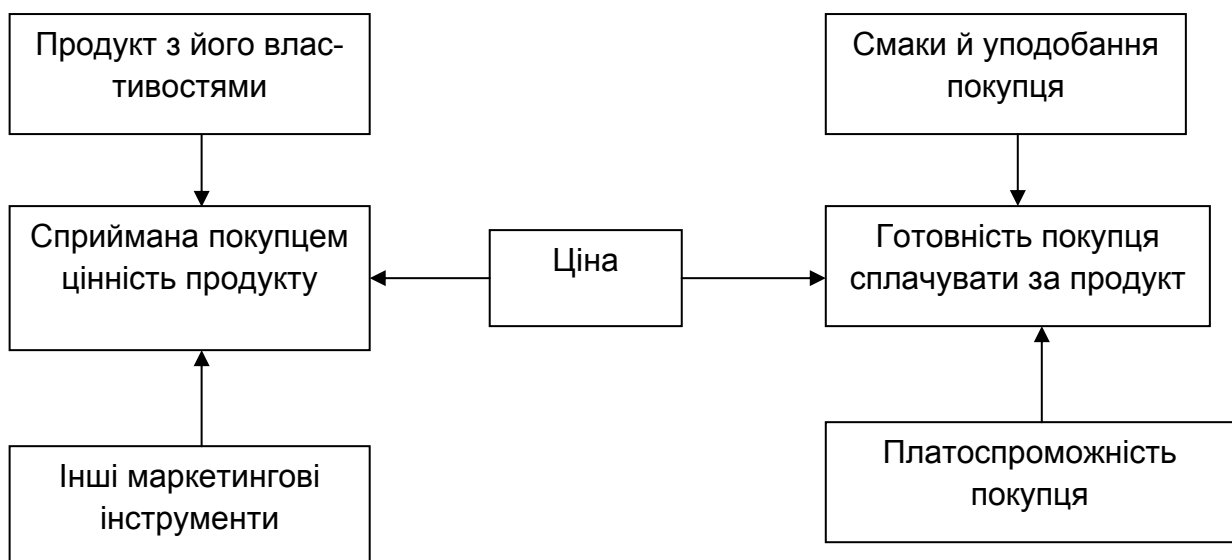 Продукт з його влас-
тивостями
Смаки й уподобання
покупця
Сприймана покупцем
цінність продукту
Ціна
Готовність покупця
сплачувати за продукт
Інші маркетингові
інструменти
Платоспроможність
покупця